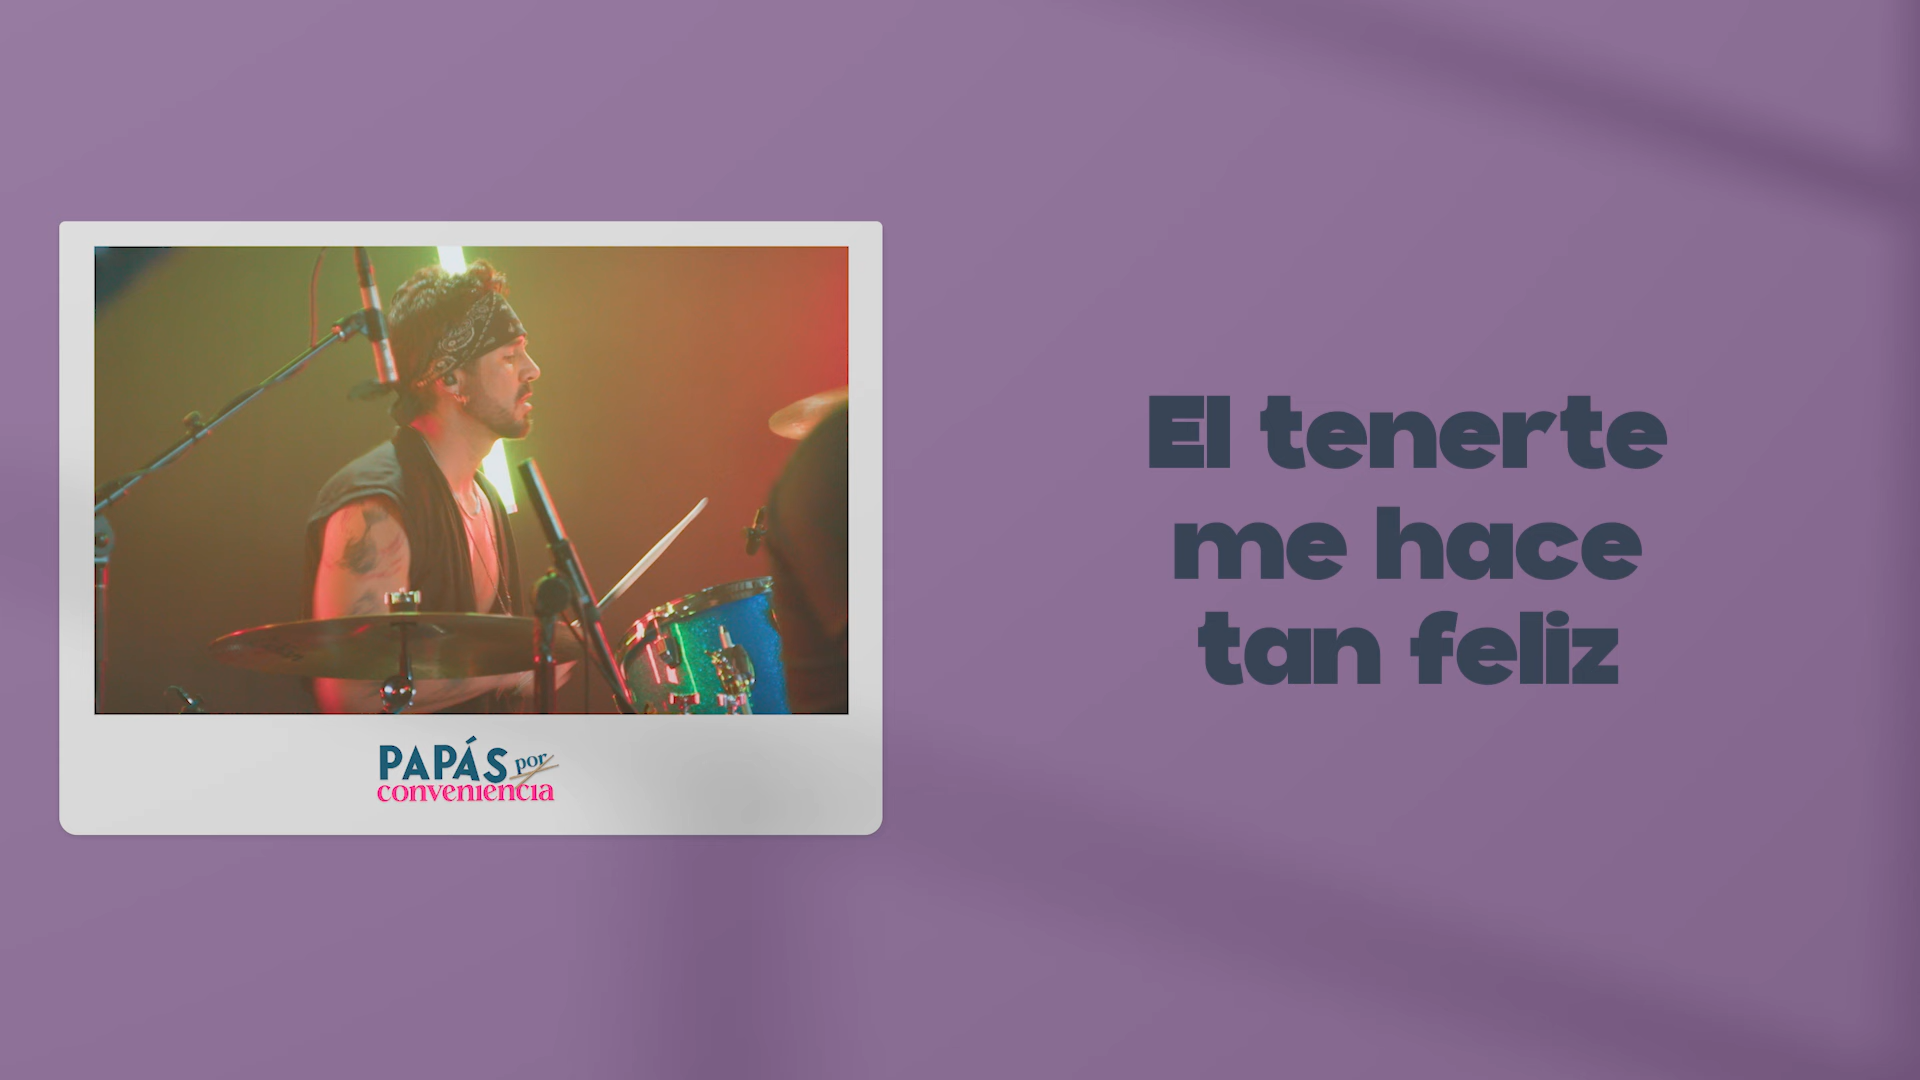 PAPÁS por
conveniencia
El tenerte
me hace
tan feliz